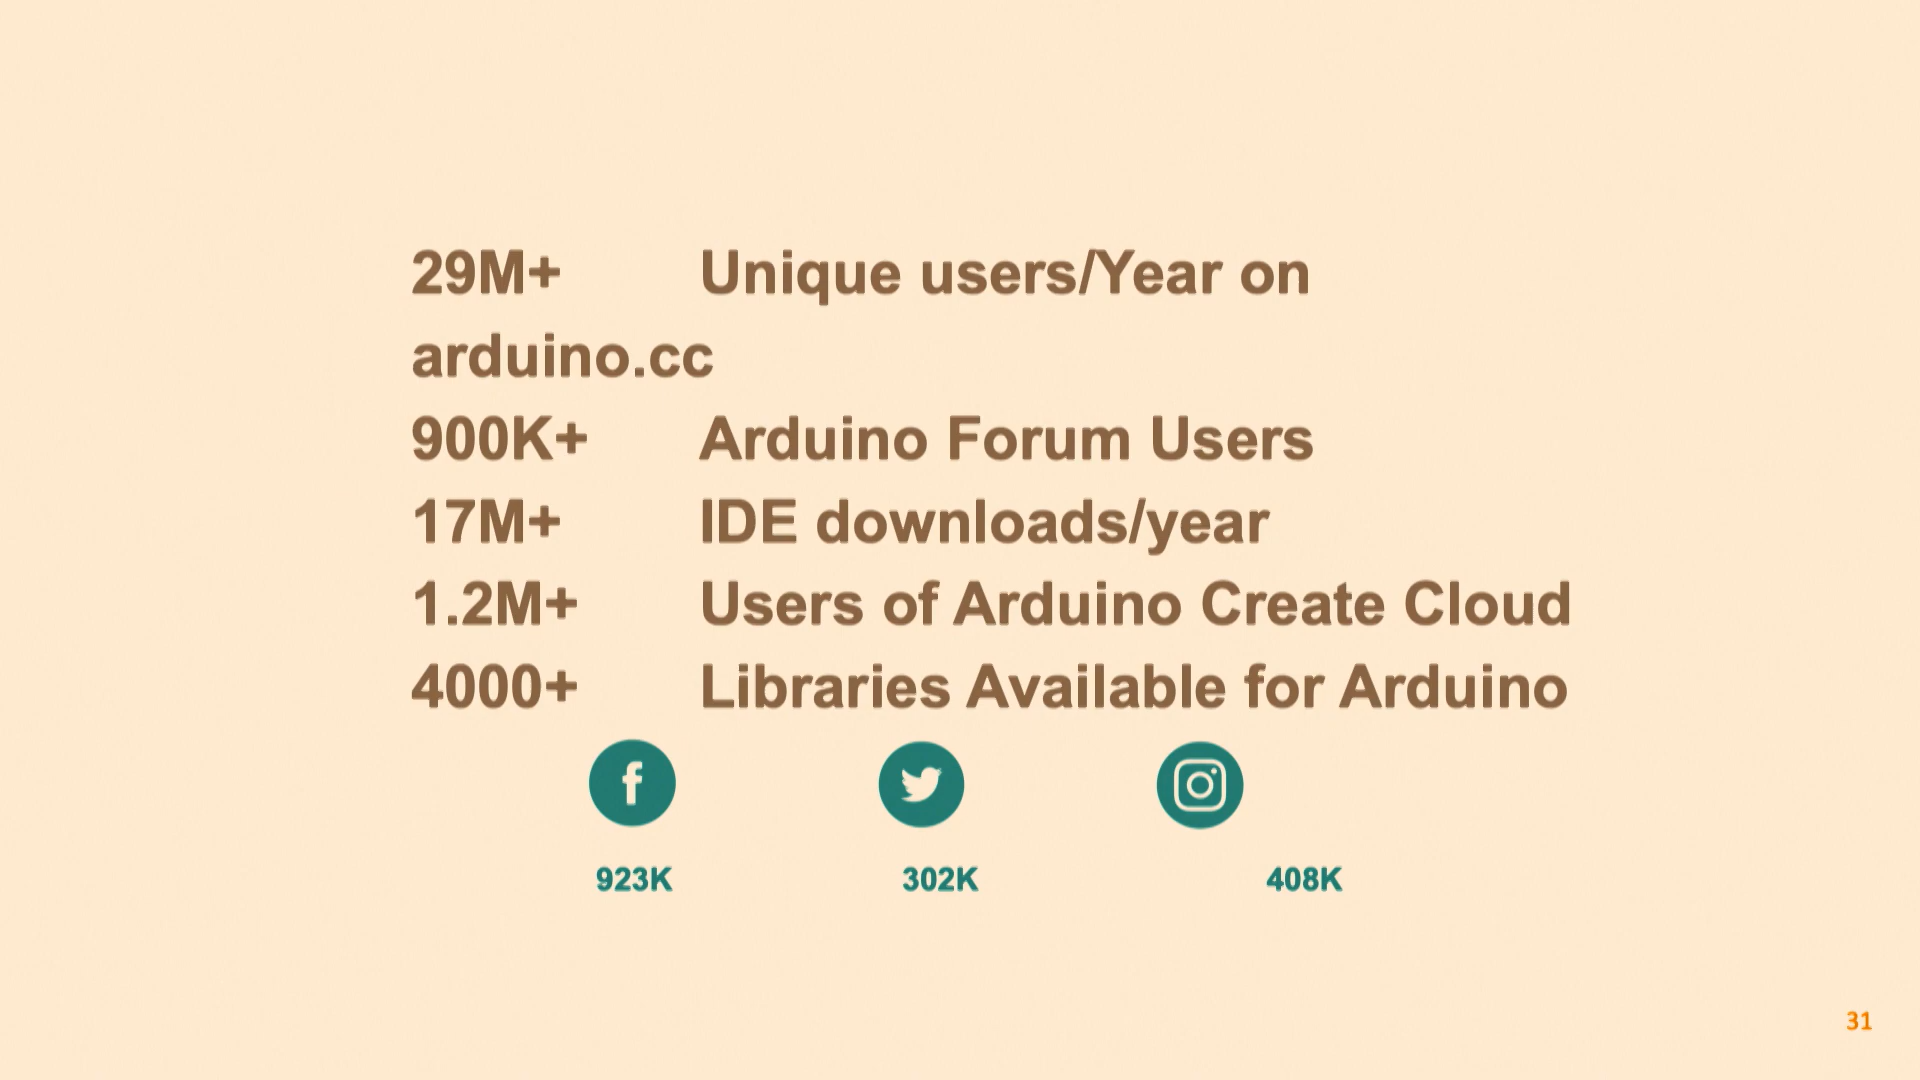 29M+ Unique users/Year on
arduino.cc
900K+ Arduino Forum Users
17M+ IDE downloads/year
1.2M+ Users of Arduino Create Cloud
4000+ Libraries Available for Arduino
923K 302K 408K
31